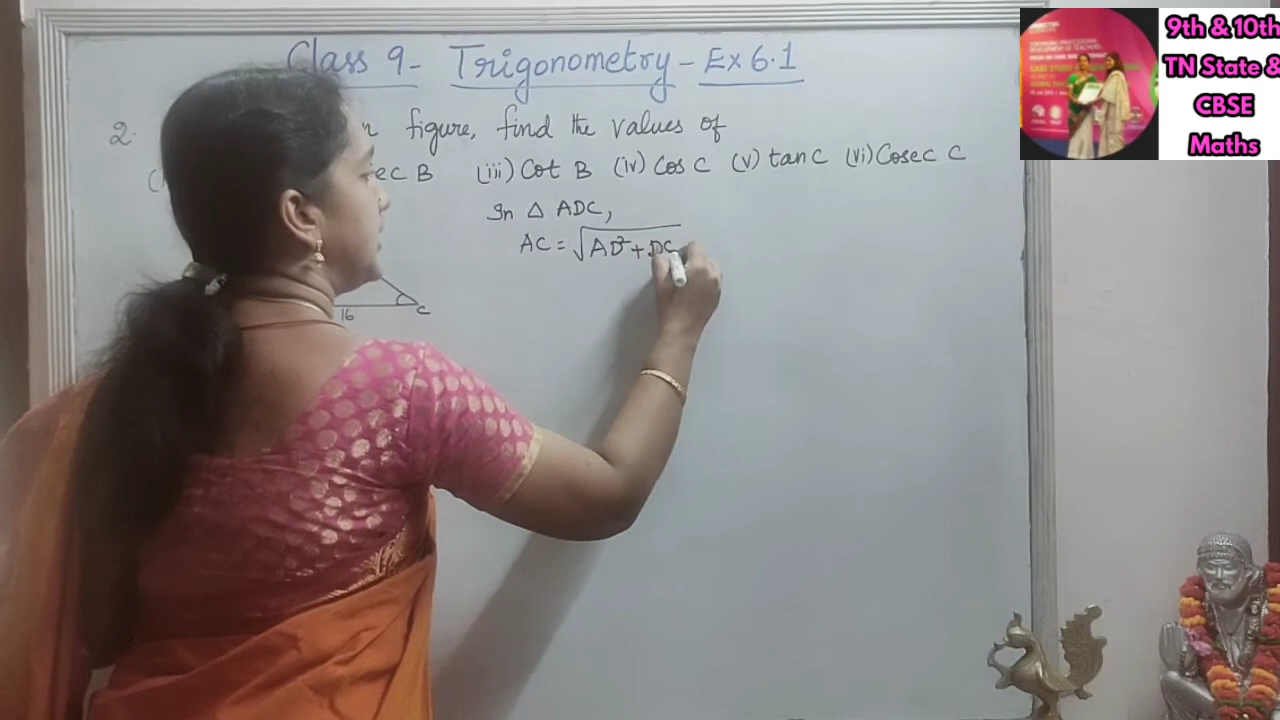 Class 9- Trigonometry - Ex 6.1
2. figure, find the values of
ec B (iii) Cot B (iv) Cos C (v) tan C (vi) Cosec C
In △ ADC,
AC = √AD² + DC
16 C
9th & 10th
TN State &
CBSE
Maths